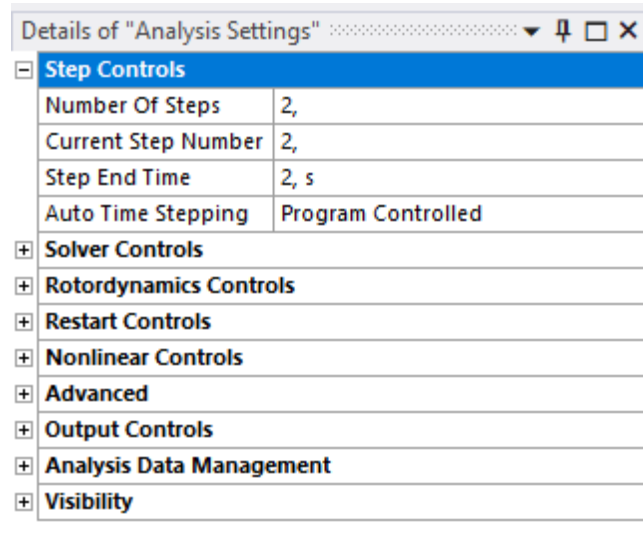 Details of "Analysis Settings"
Step Controls
Number Of Steps 2,
Current Step Number 2,
Step End Time 2, s
Auto Time Stepping Program Controlled
Solver Controls
Rotordynamics Controls
Restart Controls
Nonlinear Controls
Advanced
Output Controls
Analysis Data Management
Visibility